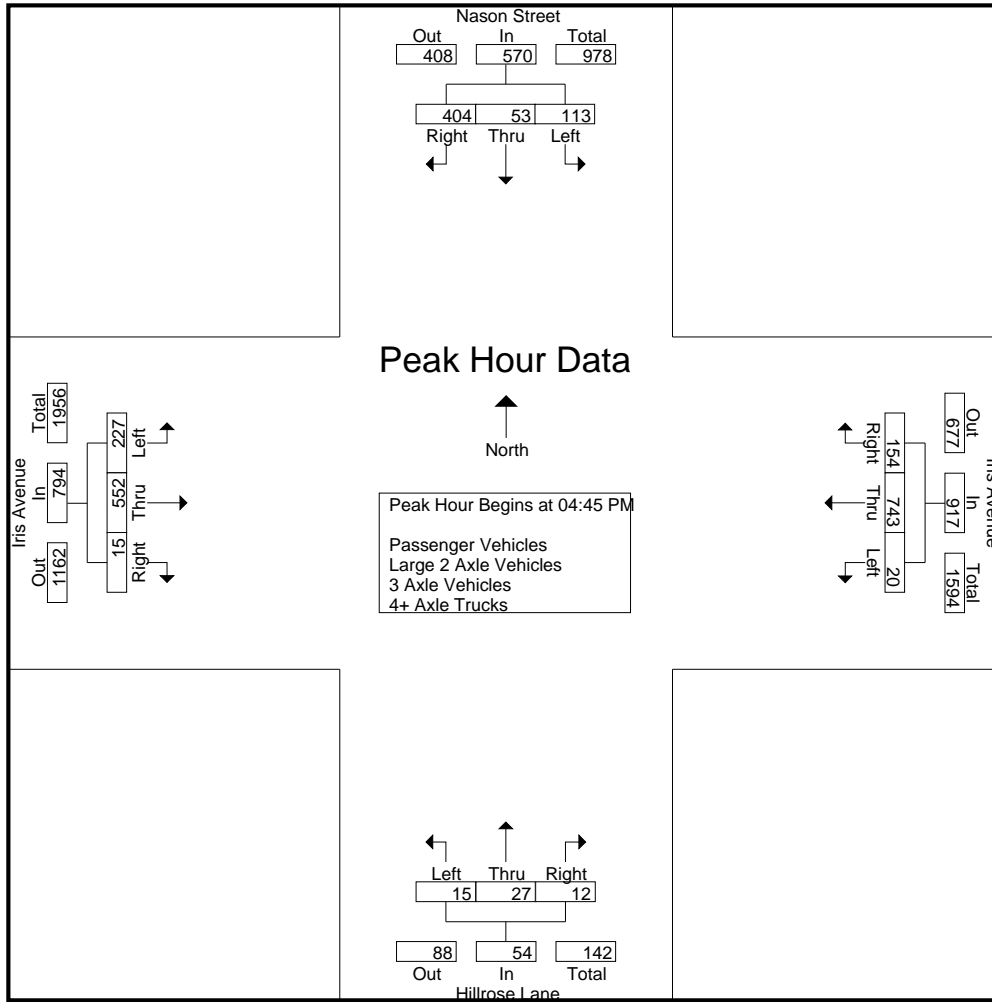 Nason Street
Out In Total
408 570 978
404 53 113
Right Thru Left
Peak Hour Data
North
Peak Hour Begins at 04:45 PM
Passenger Vehicles
Large 2 Axle Vehicles
3 Axle Vehicles
4+ Axle Trucks
Iris Avenue
Out In Total
1162 794 1956
Left Thru Right
227 552 15
Iris Avenue
Out In Total
677 917 1594
Right Thru Left
154 743 20
Left Thru Right
15 27 12
88 54 142
Out In Total
Hillrose Lane